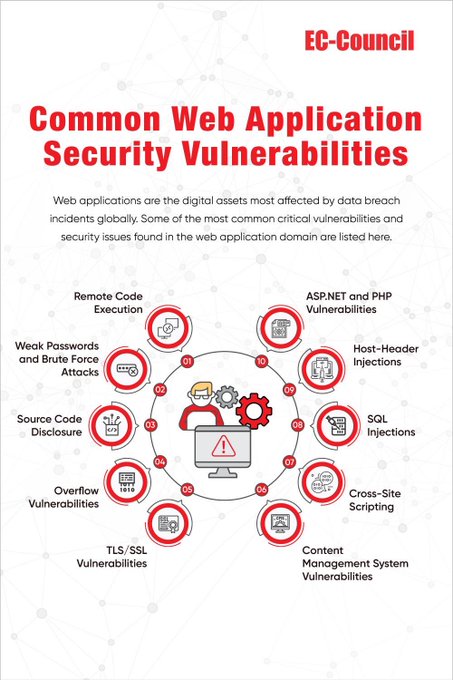 EC-Council
Common Web Application
Security Vulnerabilities
Web applications are the digital assets most affected by data breach
incidents globally. Some of the most common critical vulnerabilities and
security issues found in the web application domain are listed here.
Remote Code
Execution
01
Weak Passwords
and Brute Force
Attacks
02
Source Code
Disclosure
03
Overflow
Vulnerabilities
04
TLS/SSL
Vulnerabilities
05
Content
Management System
Vulnerabilities
06
Cross-Site
Scripting
07
SQL
Injections
08
Host-Header
Injections
09
ASP.NET and PHP
Vulnerabilities
10